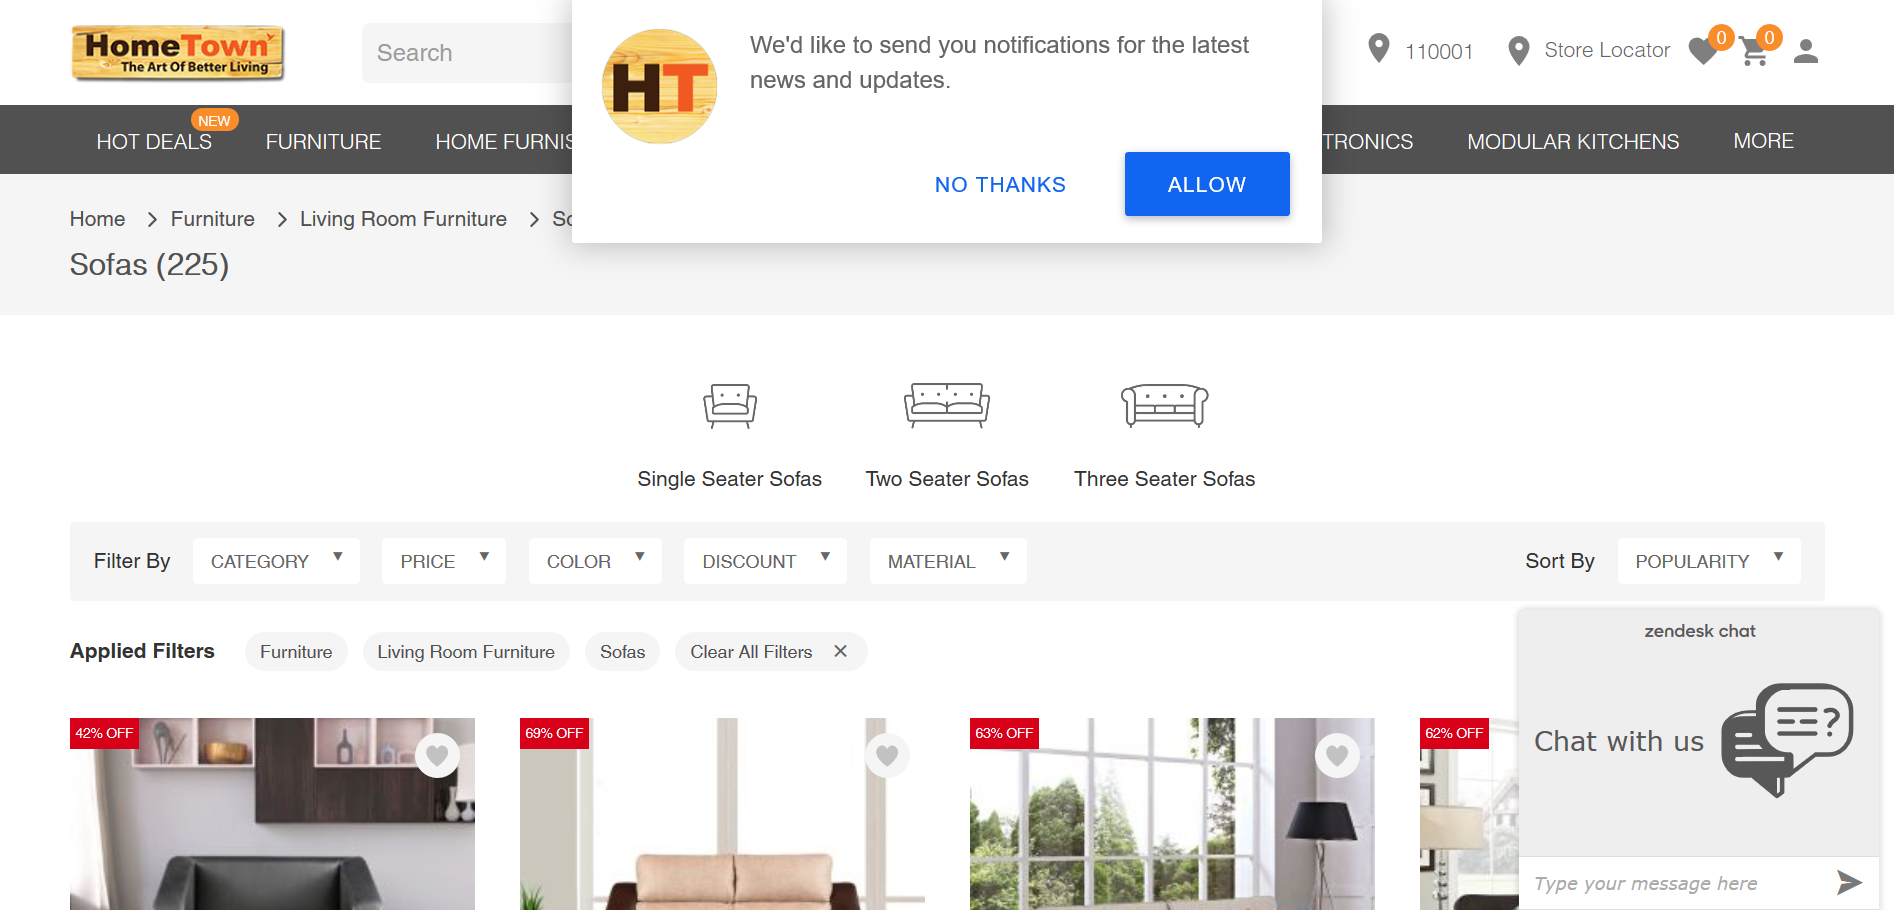 HomeTown
The Art Of Better Living
Search
HT
We'd like to send you notifications for the latest
news and updates.
NO THANKS
ALLOW
110001
Store Locator
0
0
NEW
HOT DEALS
FURNITURE
HOME FURNIS
TRONICS
MODULAR KITCHENS
MORE
Home
Furniture
Living Room Furniture
So
Sofas (225)
Single Seater Sofas
Two Seater Sofas
Three Seater Sofas
Filter By
CATEGORY
PRICE
COLOR
DISCOUNT
MATERIAL
Sort By
POPULARITY
Applied Filters
Furniture
Living Room Furniture
Sofas
Clear All Filters
42% OFF
69% OFF
63% OFF
62% OFF
zendesk chat
Chat with us
Type your message here